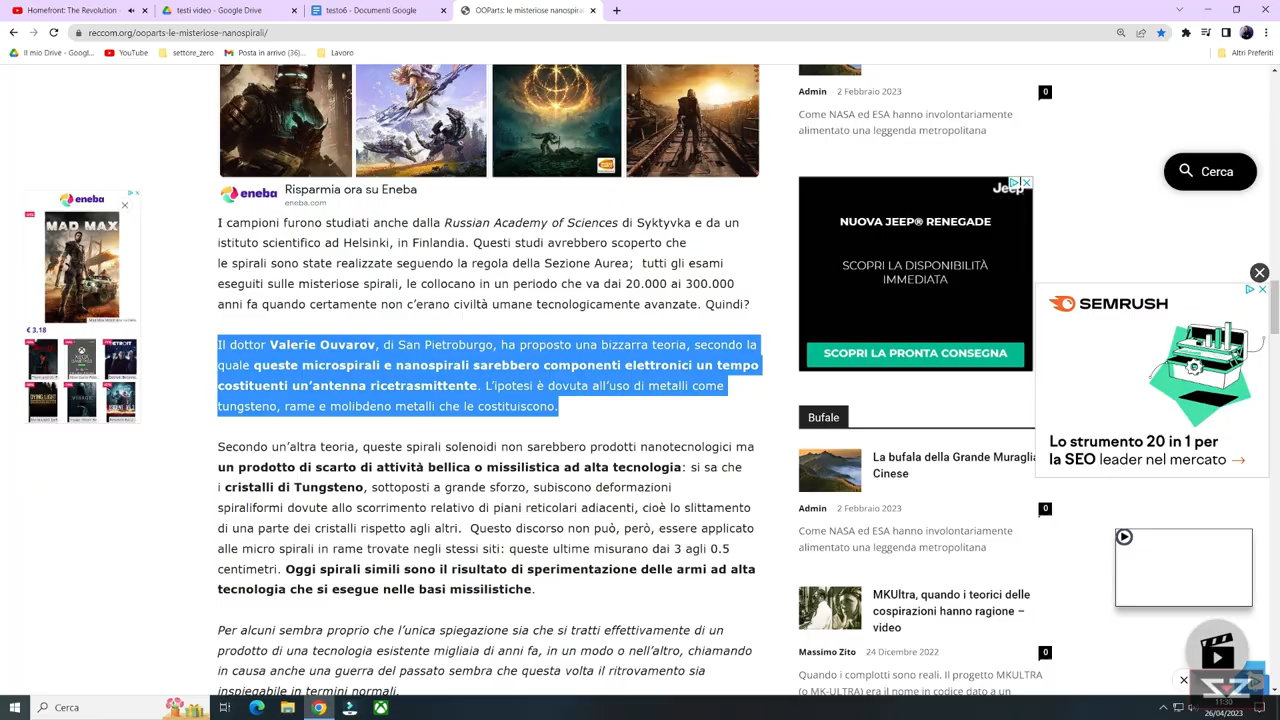 Homefront: The Revolution -
testi video - Google Drive
testo6 - Documenti Google
OOParts: le misteriose nanospiral
reccom.org/ooparts-le-misteriose-nanospirali/
Il mio Drive - Googl...
YouTube
settore_zero
Posta in arrivo (36)...
Lavoro
Altri Preferiti
Risparmia ora su Eneba
eneba
eneba.com
I campioni furono studiati anche dalla Russian Academy of Sciences di Syktyvka e da un
istituto scientifico ad Helsinki, in Finlandia. Questi studi avrebbero scoperto che
le spirali sono state realizzate seguendo la regola della Sezione Aurea;  tutti gli esami
eseguiti sulle misteriose spirali, le collocano in un periodo che va dai 20.000 ai 300.000
anni fa quando certamente non c’erano civiltà umane tecnologicamente avanzate. Quindi?
Il dottor Valerie Ouvarov, di San Pietroburgo, ha proposto una bizzarra teoria, secondo la
quale queste microspirali e nanospirali sarebbero componenti elettronici un tempo
costituenti un’antenna ricetrasmittente. L’ipotesi è dovuta all’uso di metalli come
tungsteno, rame e molibdeno metalli che le costituiscono.
Secondo un’altra teoria, queste spirali solenoidi non sarebbero prodotti nanotecnologici ma
un prodotto di scarto di attività bellica o missilistica ad alta tecnologia: si sa che
i cristalli di Tungsteno, sottoposti a grande sforzo, subiscono deformazioni
spiraliformi dovute allo scorrimento relativo di piani reticolari adiacenti, cioè lo slittamento
di una parte dei cristalli rispetto agli altri.  Questo discorso non può, però, essere applicato
alle micro spirali in rame trovate negli stessi siti: queste ultime misurano dai 3 agli 0.5
centimetri. Oggi spirali simili sono il risultato di sperimentazione delle armi ad alta
tecnologia che si esegue nelle basi missilistiche.
Per alcuni sembra proprio che l’unica spiegazione sia che si tratti effettivamente di un
prodotto di una tecnologia esistente migliaia di anni fa, in un modo o nell’altro, chiamando
in causa anche una guerra del passato sembra che questa volta il ritrovamento sia
inspiegabile in termini normali.
eneba
MAD MAX
€ 3,18
Admin
2 Febbraio 2023
0
Come NASA ed ESA hanno involontariamente
alimentato una leggenda metropolitana
Cerca
Jeep
NUOVA JEEP® RENEGADE
SCOPRI LA DISPONIBILITÀ
IMMEDIATA
SCOPRI LA PRONTA CONSEGNA
SEMRUSH
Lo strumento 20 in 1 per
la SEO leader nel mercato →
Bufale
La bufala della Grande Muraglia
Cinese
Admin
2 Febbraio 2023
0
Come NASA ed ESA hanno involontariamente
alimentato una leggenda metropolitana
MKUltra, quando i teorici delle
cospirazioni hanno ragione –
video
Massimo Zito
24 Dicembre 2022
0
Quando i complotti sono reali. Il progetto MKULTRA
(o MK-ULTRA) era il nome in codice dato a un
Cerca
11:30
26/04/2023